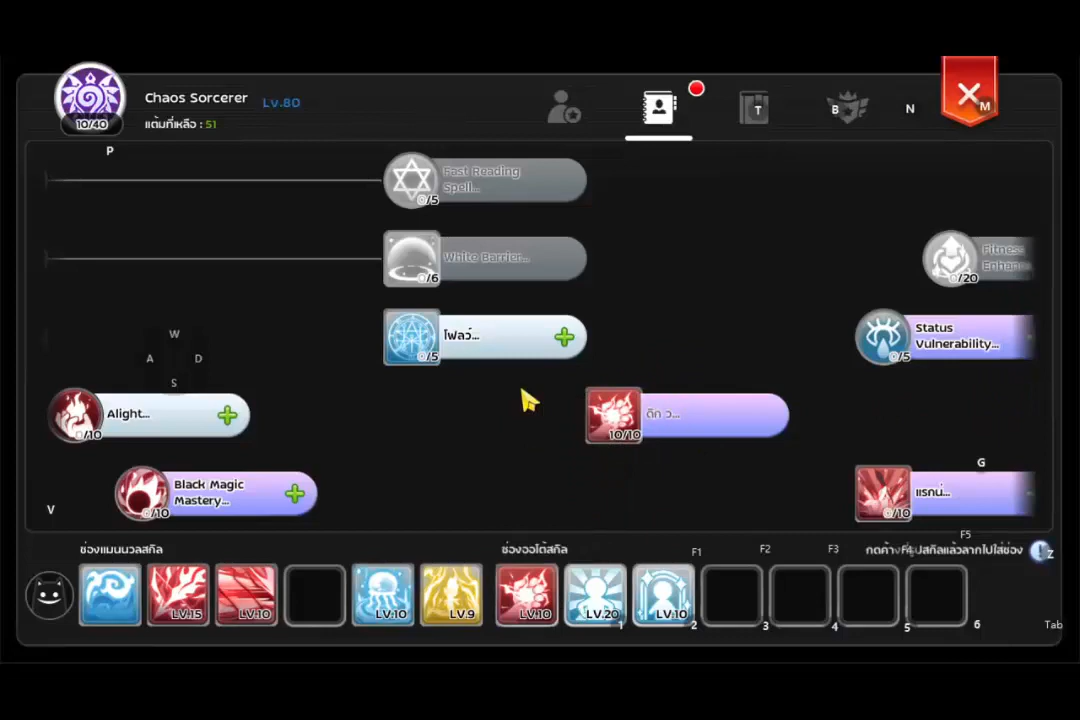 Chaos Sorcerer Lv.80
10/40
แต้มที่เหลือ : 51
T
B
N
M
P
Fast Reading
Spell...
0/5
White Barrier...
0/6
Fitness
0/20
W
A
D
S
โฟลว์...
0/5
Status
Vulnerability...
0/5
Alight...
0/10
10/10
G
Black Magic
Mastery...
0/10
0/10
V
ช่องแมนนวลสกิล
ช่องออโต้สกิล
F1
F2
F3
F4
F5
Z
LV.15
LV.10
LV.10
LV.9
LV.10
LV.20
LV.10
1
2
3
4
5
6
Tab